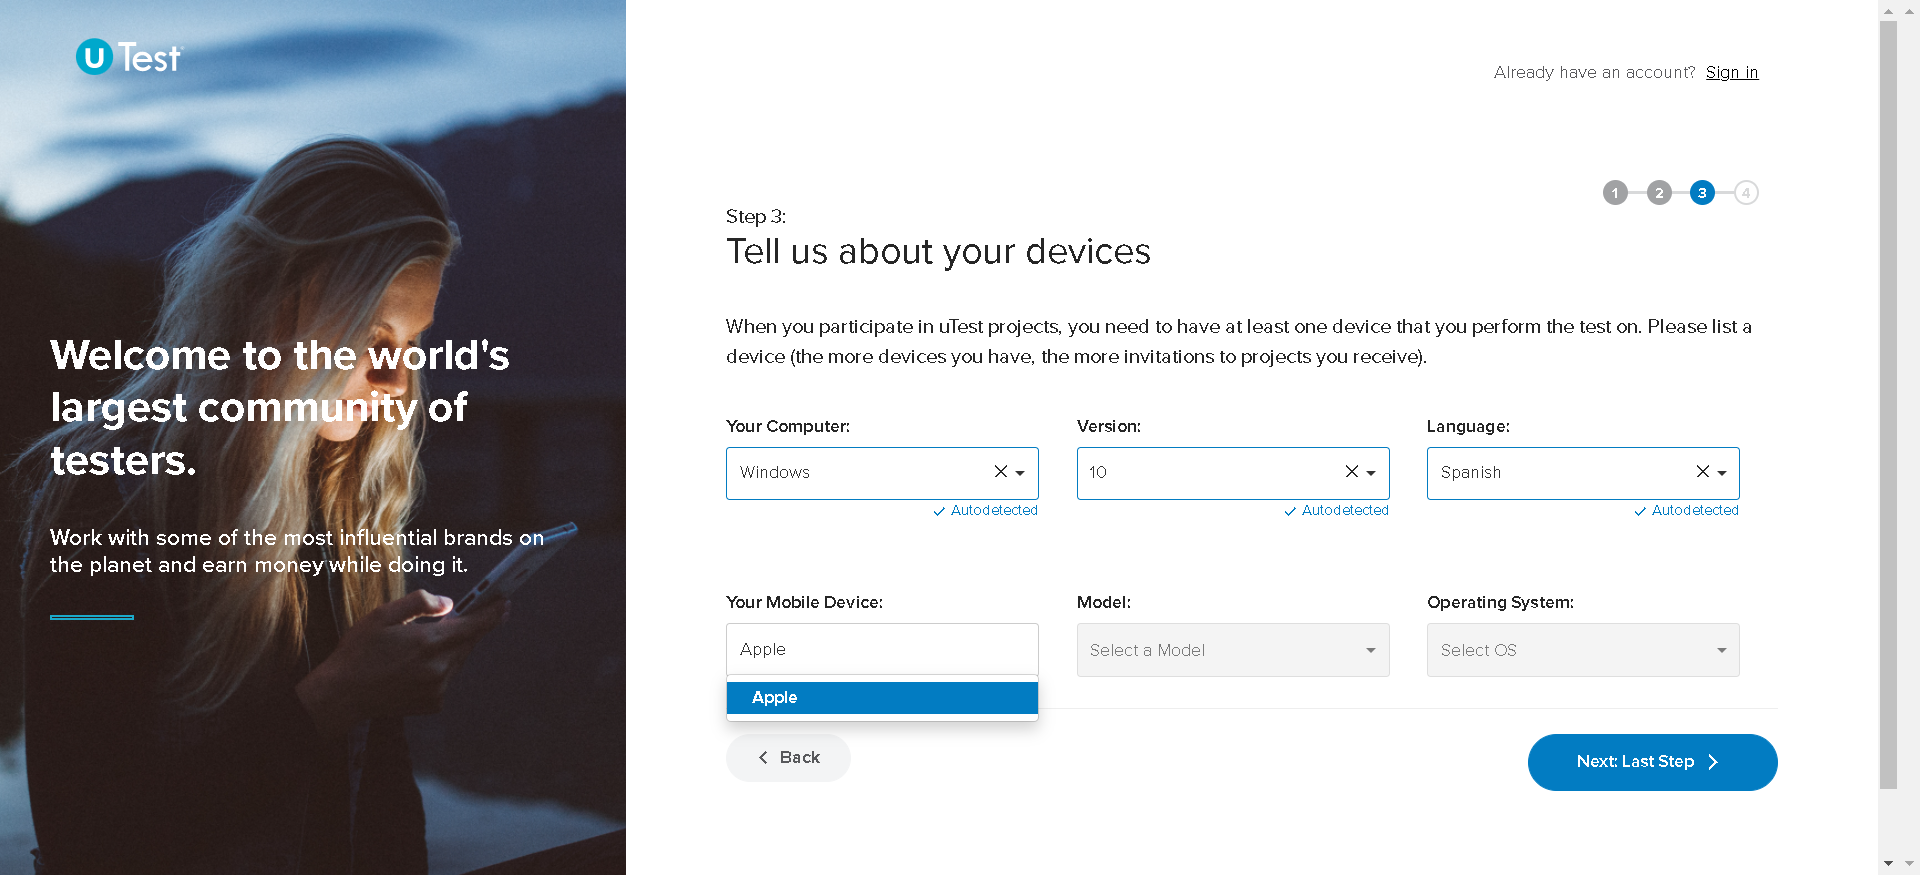 U Test
Already have an account? Sign in
1 2 3 4
Step 3:
Tell us about your devices
When you participate in uTest projects, you need to have at least one device that you perform the test on. Please list a
device (the more devices you have, the more invitations to projects you receive).
Your Computer: Version: Language:
Windows 10 Spanish
Autodetected Autodetected Autodetected
Your Mobile Device: Model: Operating System:
Apple Select a Model Select OS
Apple
Back Next: Last Step
Welcome to the world's
largest community of
testers.
Work with some of the most influential brands on
the planet and earn money while doing it.